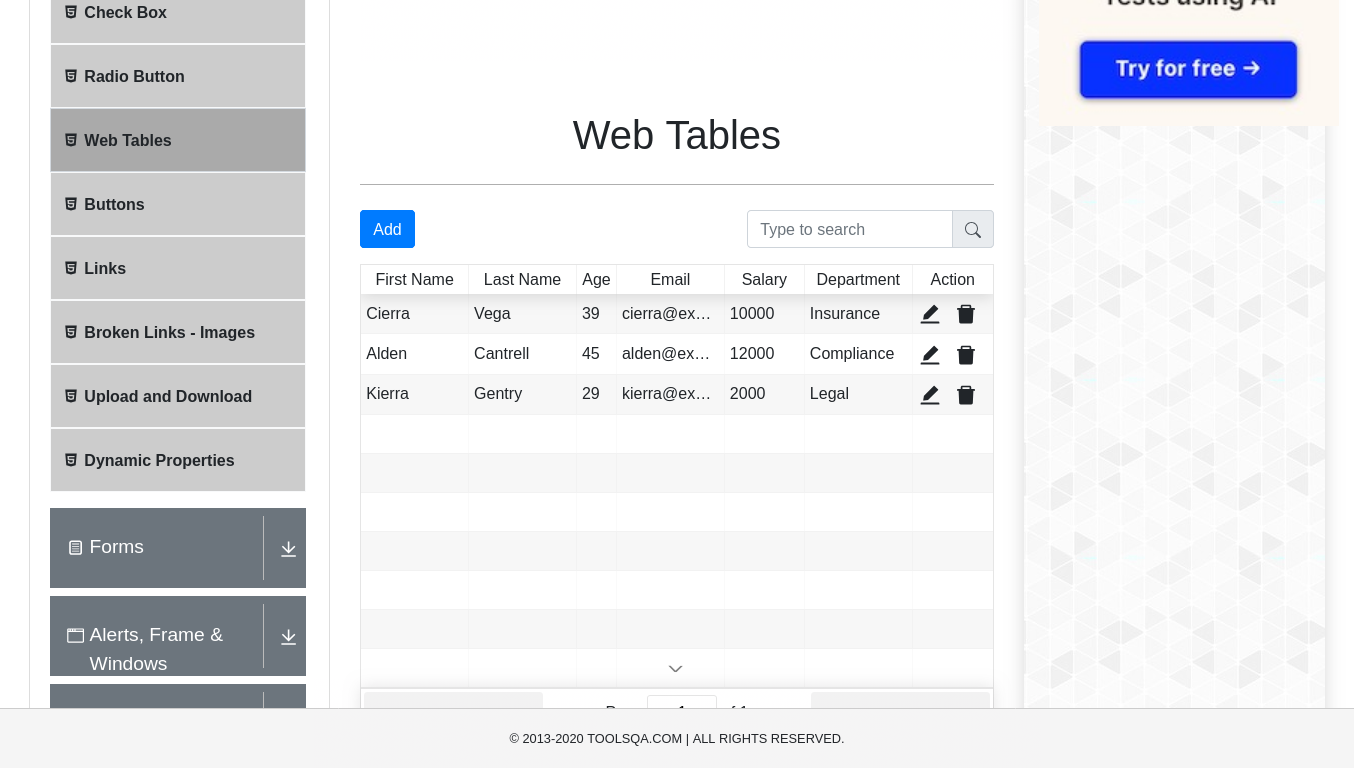 Check Box
Radio Button
Web Tables
Buttons
Links
Broken Links - Images
Upload and Download
Dynamic Properties
Forms
Alerts, Frame &
Windows
Web Tables
Add
Type to search
First Name Last Name Age Email Salary Department Action
Cierra Vega 39 cierra@ex... 10000 Insurance
Alden Cantrell 45 alden@ex... 12000 Compliance
Kierra Gentry 29 kierra@ex... 2000 Legal
Try for free →
© 2013-2020 TOOLSQA.COM | ALL RIGHTS RESERVED.